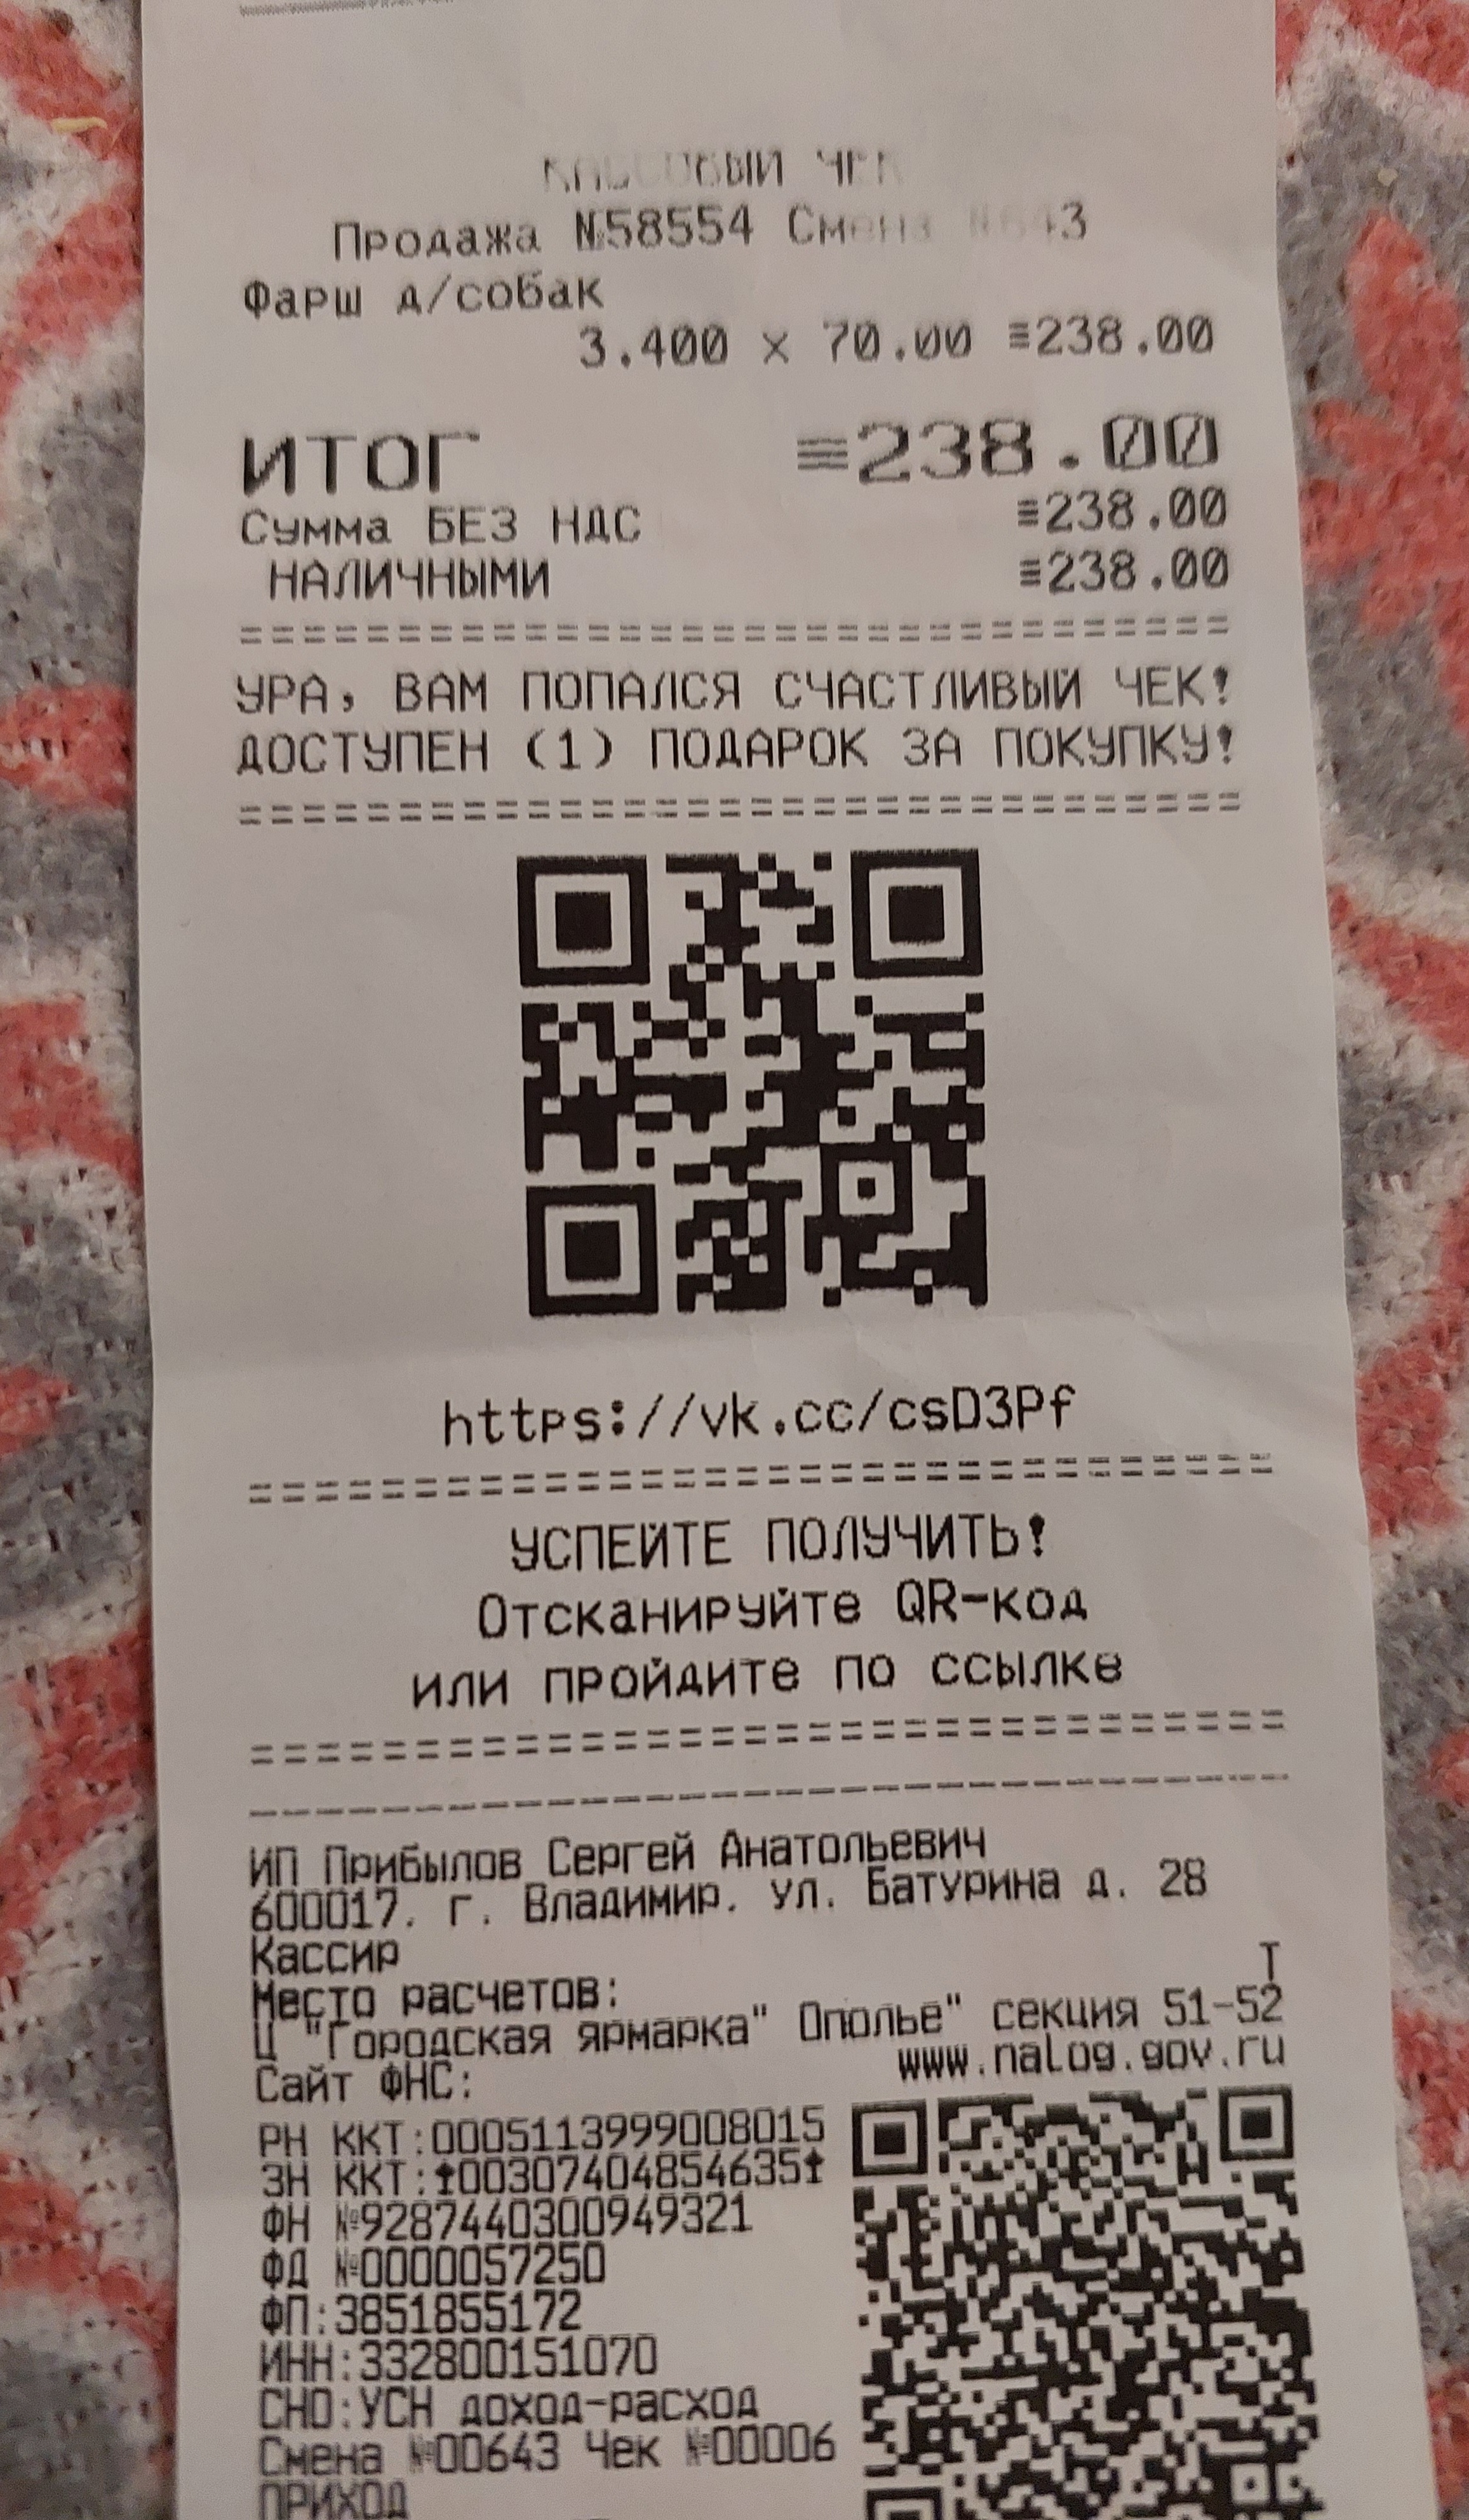 КАССОВЫЙ ЧЕК
Продажа №58554 Смена №643
Фарш д/собак
3.400 x 70.00 ≡238.00
ИТОГ ≡238.00
Сумма БЕЗ НДС ≡238.00
НАЛИЧНЫМИ ≡238.00
===============================
УРА, ВАМ ПОПАЛСЯ СЧАСТЛИВЫЙ ЧЕК!
ДОСТУПЕН (1) ПОДАРОК ЗА ПОКУПКУ!
===============================
https://vk.cc/csD3Pf
===============================
УСПЕЙТЕ ПОЛУЧИТЬ!
Отсканируйте QR-код
или пройдите по ссылке
===============================
-------------------------------
ИП Прибылов Сергей Анатольевич
600017, г. Владимир, ул. Батурина д. 28
Кассир Т
Место расчетов:
Ц "Городская ярмарка" Ополье" секция 51-52
Сайт ФНС: www.nalog.gov.ru
РН ККТ:0005113999008015
ЗН ККТ:↑00307404854635↑
ФН №9287440300949321
ФД №0000057250
ФП:3851855172
ИНН:332800151070
СНО:УСН доход-расход
Смена №00643 Чек №00006
ПРИХОД